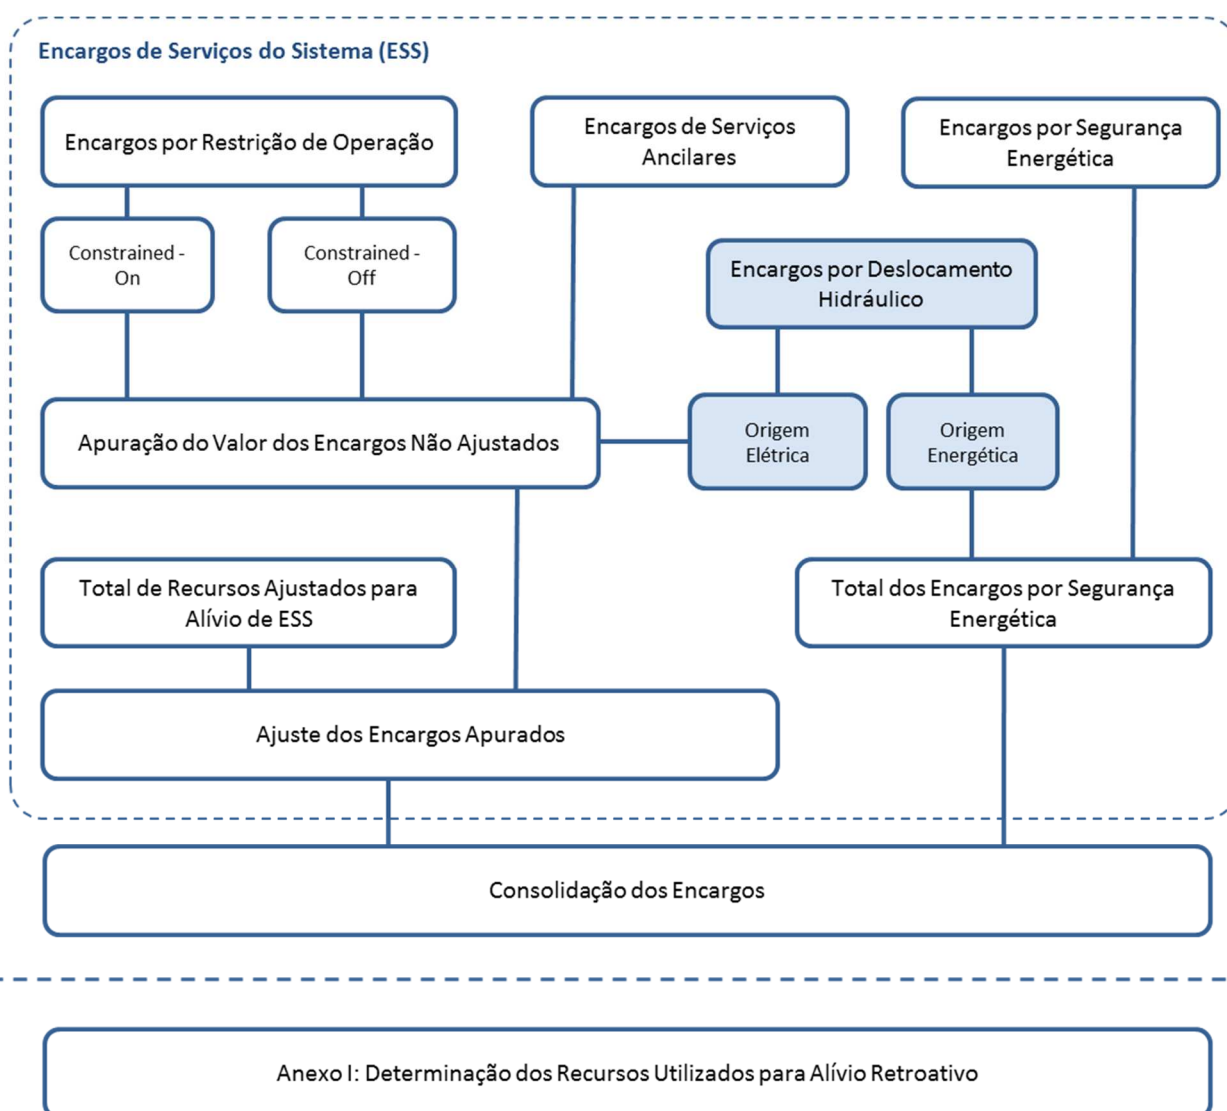 Encargos de Serviços do Sistema (ESS)
Encargos por Restrição de Operação
Encargos de Serviços
Ancilares
Encargos por Segurança
Energética
Constrained -
On
Constrained -
Off
Encargos por Deslocamento
Hidráulico
Apuração do Valor dos Encargos Não Ajustados
Origem
Elétrica
Origem
Energética
Total de Recursos Ajustados para
Alívio de ESS
Total dos Encargos por Segurança
Energética
Ajuste dos Encargos Apurados
Consolidação dos Encargos
Anexo I: Determinação dos Recursos Utilizados para Alívio Retroativo